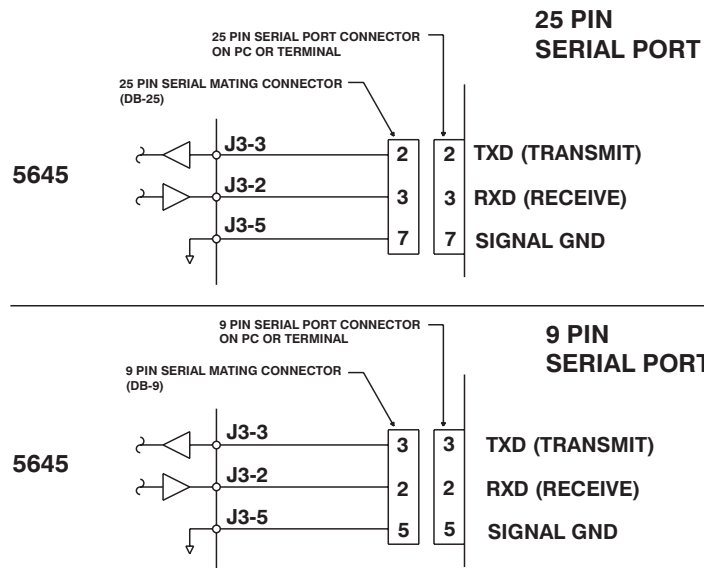 25 PIN
SERIAL PORT
25 PIN SERIAL PORT CONNECTOR
ON PC OR TERMINAL
25 PIN SERIAL MATING CONNECTOR
(DB-25)
5645
J3-3
2
2
TXD (TRANSMIT)
J3-2
3
3
RXD (RECEIVE)
J3-5
7
7
SIGNAL GND
9 PIN
SERIAL PORT
9 PIN SERIAL PORT CONNECTOR
ON PC OR TERMINAL
9 PIN SERIAL MATING CONNECTOR
(DB-9)
5645
J3-3
3
3
TXD (TRANSMIT)
J3-2
2
2
RXD (RECEIVE)
J3-5
5
5
SIGNAL GND